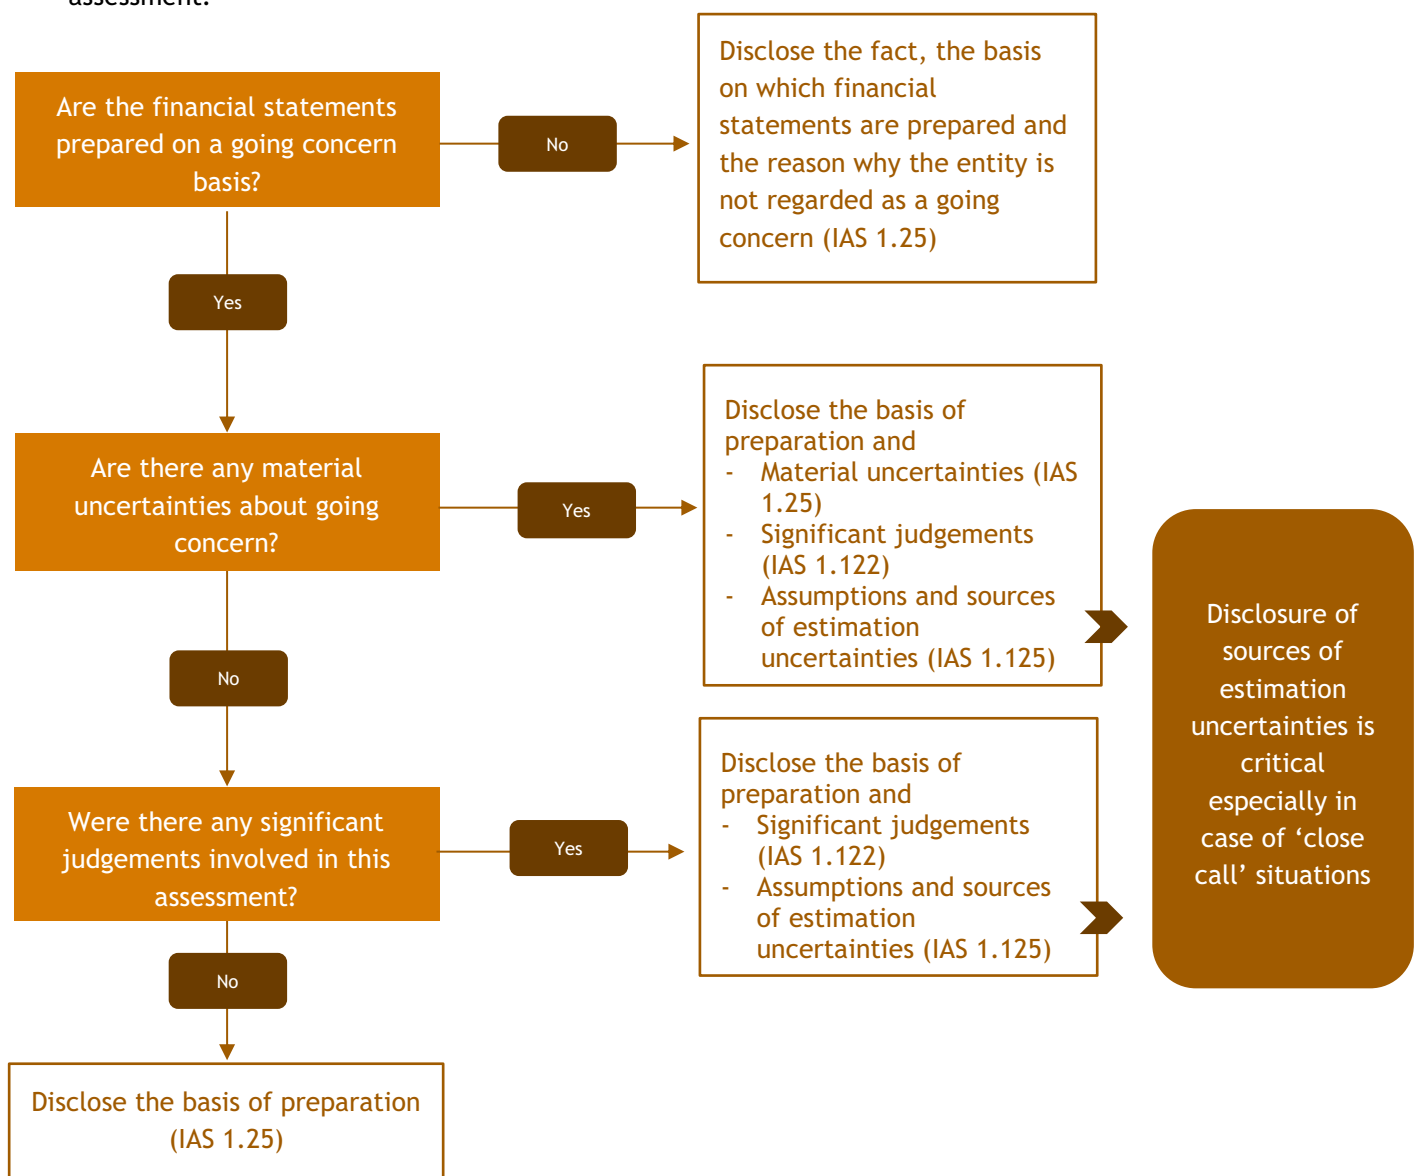 assessment.
Are the financial statements
prepared on a going concern
basis?
No
Disclose the fact, the basis
on which financial
statements are prepared and
the reason why the entity is
not regarded as a going
concern (IAS 1.25)
Yes
Are there any material
uncertainties about going
concern?
Yes
Disclose the basis of
preparation and
- Material uncertainties (IAS
1.25)
- Significant judgements
(IAS 1.122)
- Assumptions and sources
of estimation
uncertainties (IAS 1.125)
No
Were there any significant
judgements involved in this
assessment?
Yes
Disclose the basis of
preparation and
- Significant judgements
(IAS 1.122)
- Assumptions and sources
of estimation
uncertainties (IAS 1.125)
Disclosure of
sources of
estimation
uncertainties is
critical
especially in
case of ‘close
call’ situations
No
Disclose the basis of preparation
(IAS 1.25)